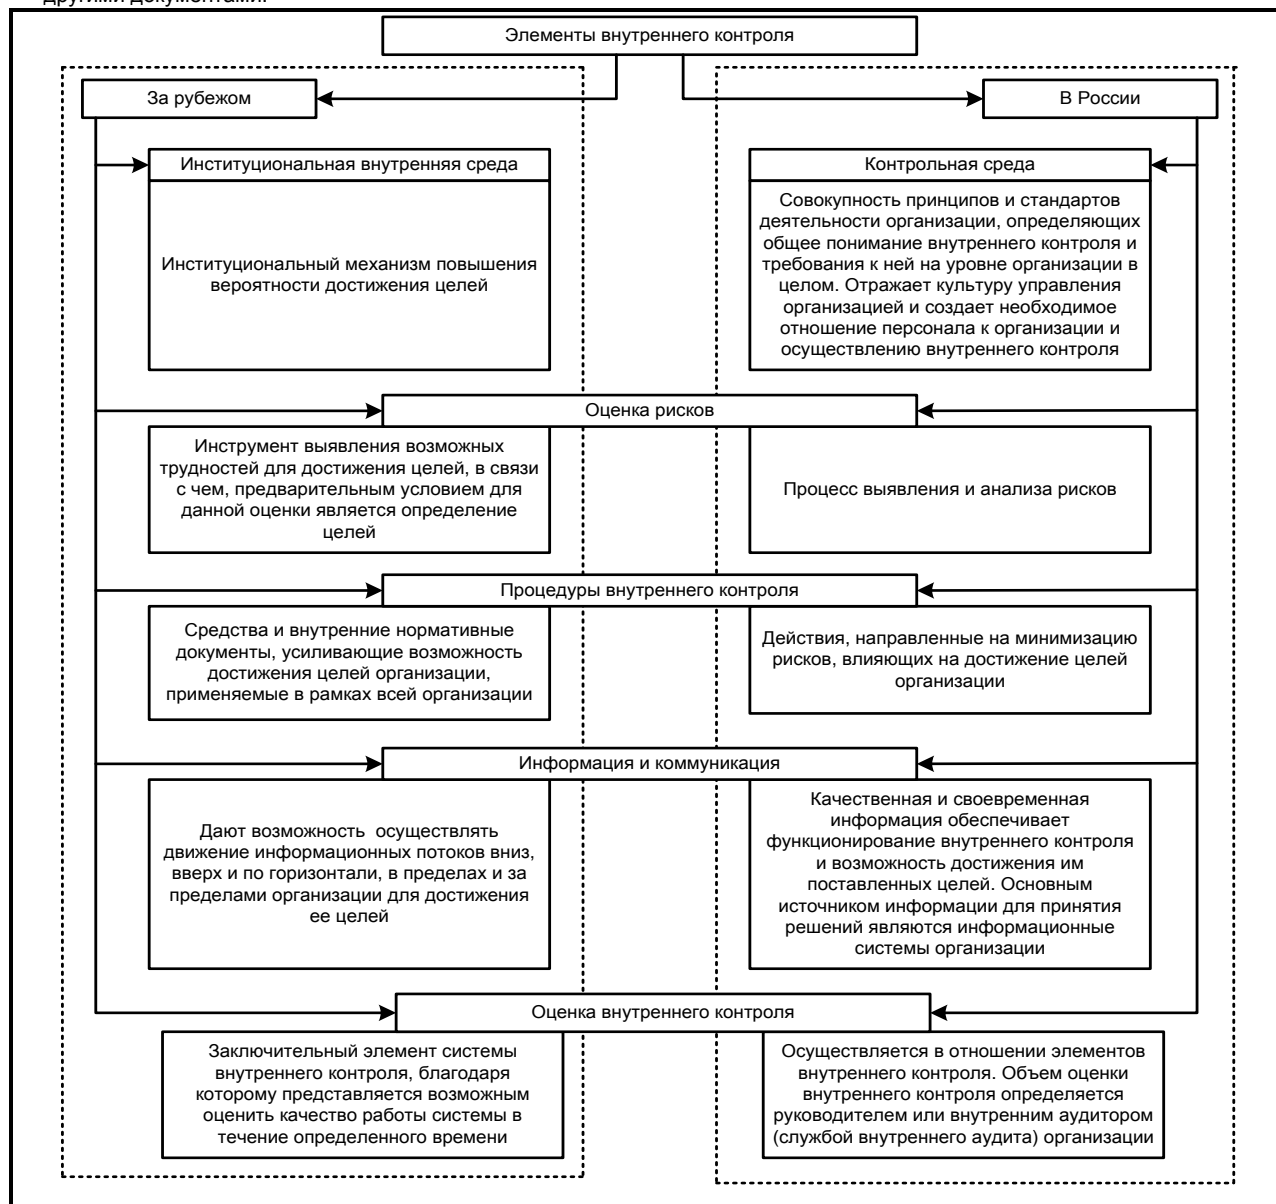 другими документами.
Элементы внутреннего контроля
За рубежом
В России
Институциональная внутренняя среда
Контрольная среда
Институциональный механизм повышения
вероятности достижения целей
Совокупность принципов и стандартов
деятельности организации, определяющих
общее понимание внутреннего контроля и
требования к ней на уровне организации в
целом. Отражает культуру управления
организацией и создает необходимое
отношение персонала к организации и
осуществлению внутреннего контроля
Оценка рисков
Инструмент выявления возможных
трудностей для достижения целей, в связи
с чем, предварительным условием для
данной оценки является определение
целей
Процесс выявления и анализа рисков
Процедуры внутреннего контроля
Средства и внутренние нормативные
документы, усиливающие возможность
достижения целей организации,
применяемые в рамках всей организации
Действия, направленные на минимизацию
рисков, влияющих на достижение целей
организации
Информация и коммуникация
Дают возможность осуществлять
движение информационных потоков вниз,
вверх и по горизонтали, в пределах и за
пределами организации для достижения
ее целей
Качественная и своевременная
информация обеспечивает
функционирование внутреннего контроля
и возможность достижения им
поставленных целей. Основным
источником информации для принятия
решений являются информационные
системы организации
Оценка внутреннего контроля
Заключительный элемент системы
внутреннего контроля, благодаря
которому представляется возможным
оценить качество работы системы в
течение определенного времени
Осуществляется в отношении элементов
внутреннего контроля. Объем оценки
внутреннего контроля определяется
руководителем или внутренним аудитором
(службой внутреннего аудита) организации